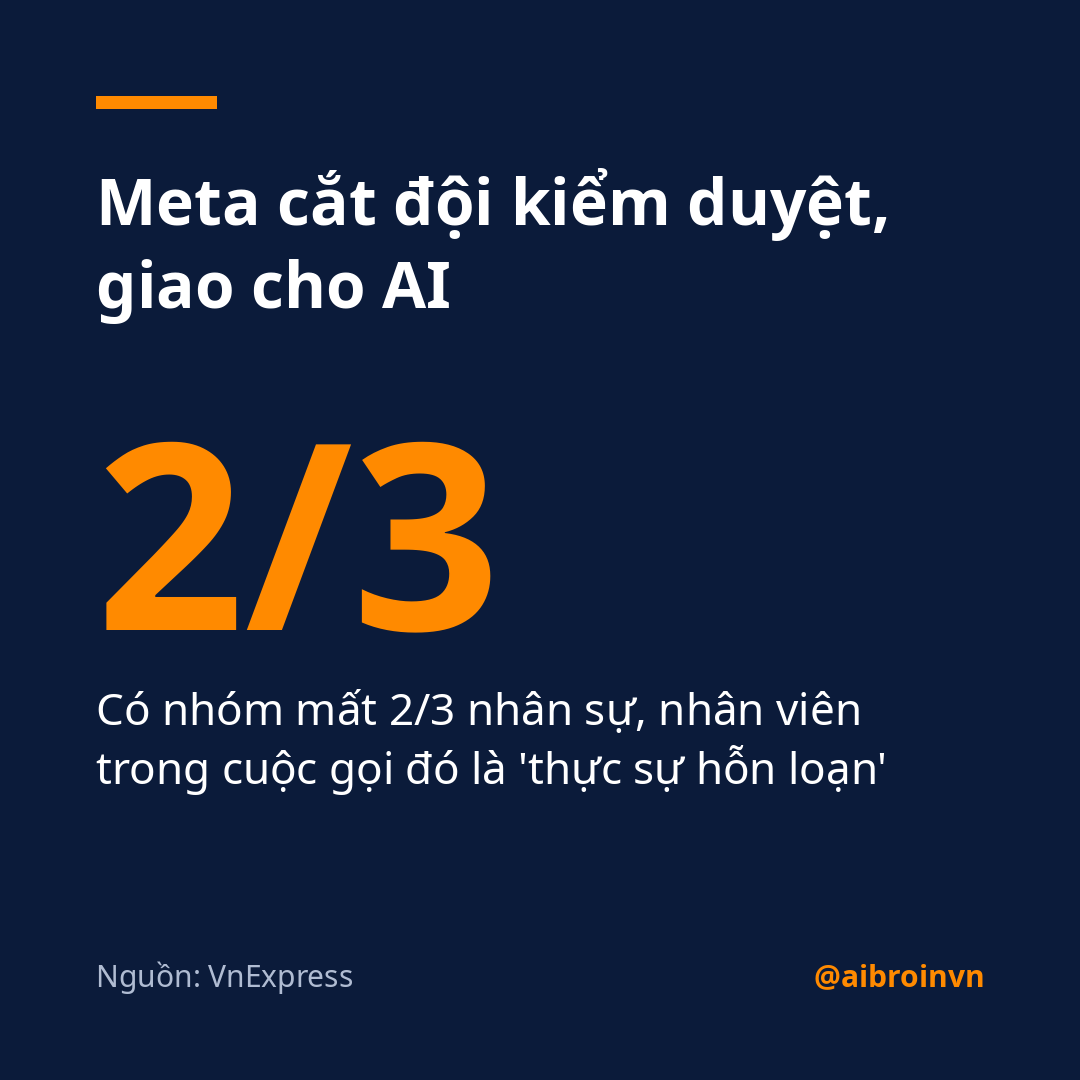 Meta cắt đội kiểm duyệt,
giao cho AI
2/3
Có nhóm mất 2/3 nhân sự, nhân viên
trong cuộc gọi đó là 'thực sự hỗn loạn'
Nguồn: VnExpress
@aibroinvn